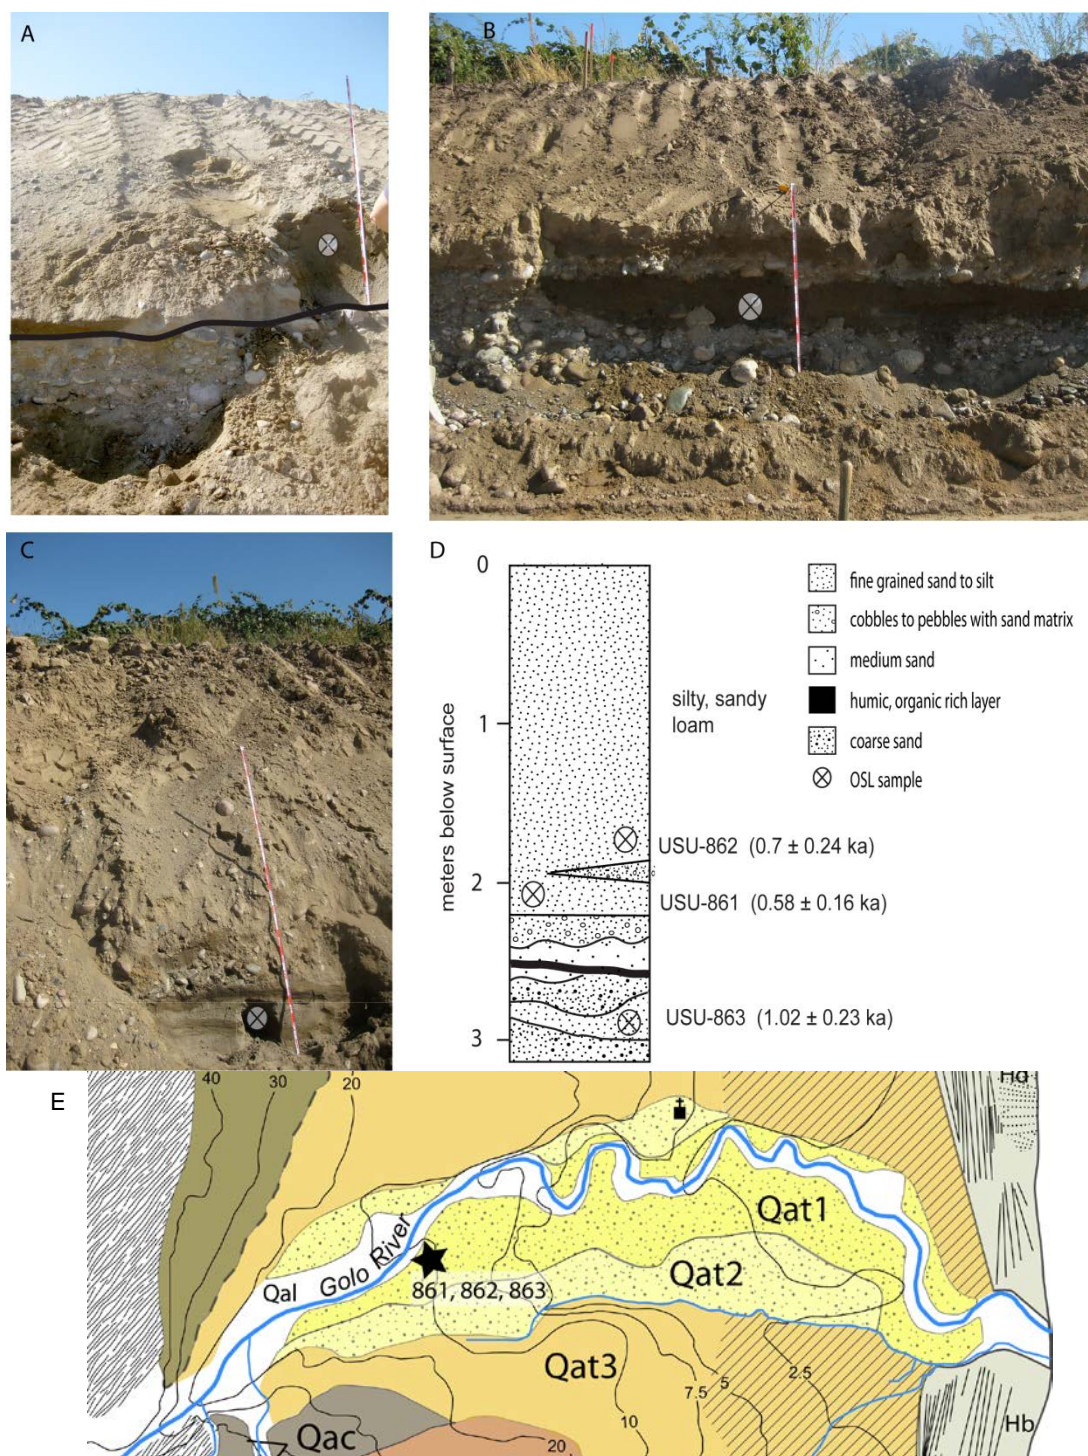 A
B
C
D
0
1
2
3
meters below surface
silty, sandy
loam
USU-862 (0.7 ± 0.24 ka)
USU-861 (0.58 ± 0.16 ka)
USU-863 (1.02 ± 0.23 ka)
fine grained sand to silt
cobbles to pebbles with sand matrix
medium sand
humic, organic rich layer
coarse sand
OSL sample
E
40
30
20
Qal
Golo River
861, 862, 863
Qat1
Qat2
Qat3
2.5
5
7.5
10
20
Qac
Hb